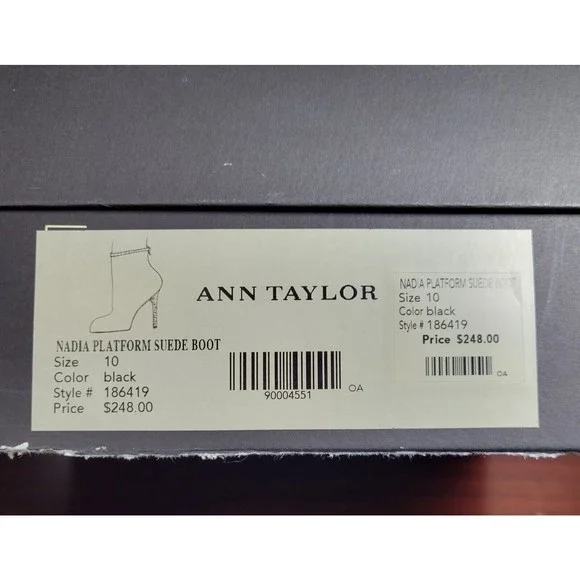 ANN TAYLOR
NADIA PLATFORM SUEDE BOOT
Size 10
Color black
Style # 186419
Price $248.00
90004551
OA
NADIA PLATFORM SUEDE BOOT
Size 10
Color black
Style # 186419
Price $248.00
OA